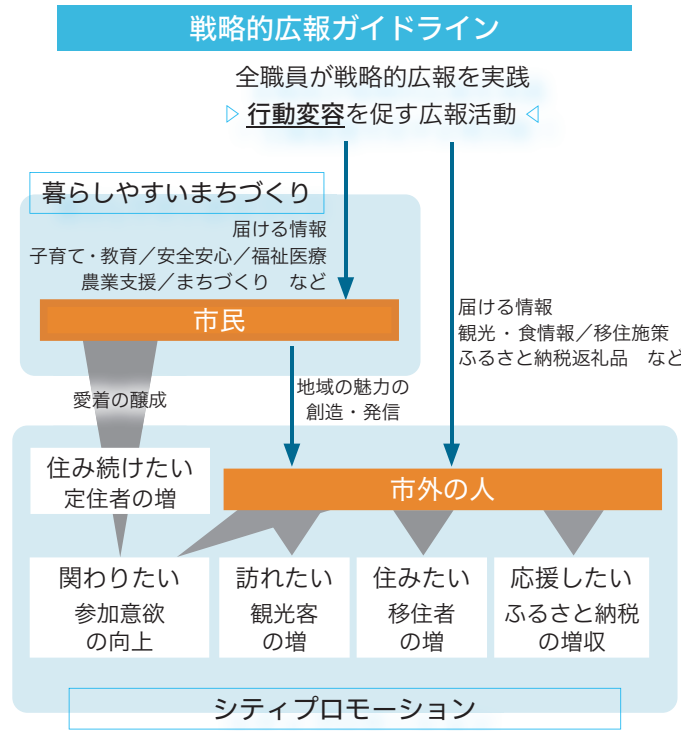 戦略的広報ガイドライン
全職員が戦略的広報を実践
▷ 行動変容を促す広報活動 ◁
暮らしやすいまちづくり
届ける情報
子育て・教育／安全安心／福祉医療
農業支援／まちづくり　など
市民
届ける情報
観光・食情報／移住施策
ふるさと納税返礼品　など
愛着の醸成
地域の魅力の
創造・発信
住み続けたい
定住者の増
市外の人
関わりたい
参加意欲
の向上
訪れたい
観光客
の増
住みたい
移住者
の増
応援したい
ふるさと納税
の増収
シティプロモーション